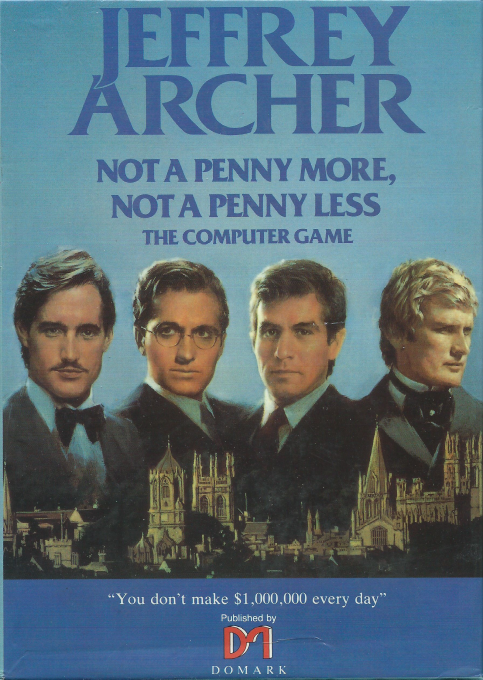 JEFFREY
ARCHER
NOT A PENNY MORE,
NOT A PENNY LESS
THE COMPUTER GAME
“You don’t make $1,000,000 every day”
Published by
DM
DOMARK